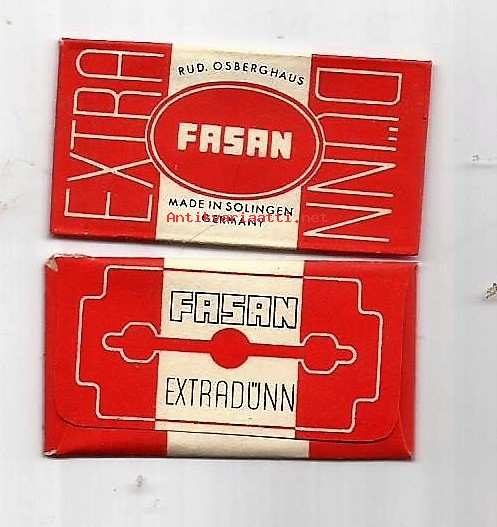 EXTRA
RUD. OSBERGHAUS
FASAN
MADE IN SOLINGEN
GERMANY
DÜNN
Antikvariaatti.net
FASAN
EXTRADÜNN